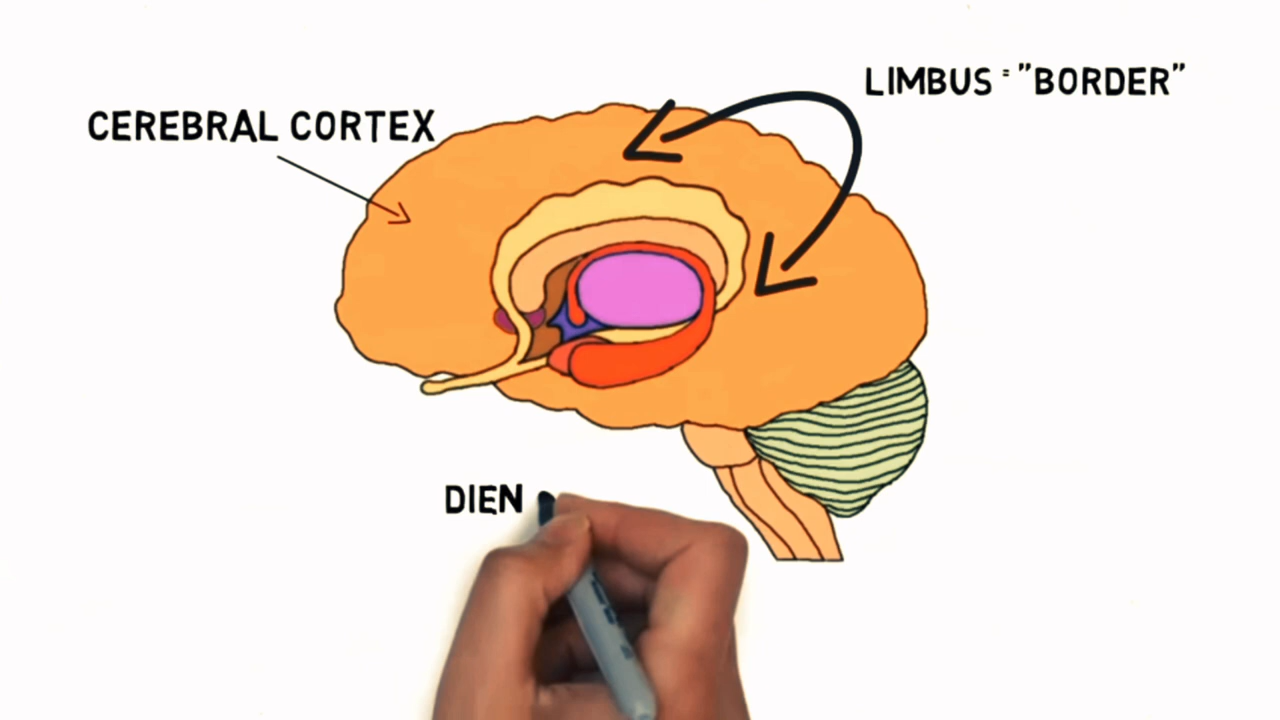 LIMBUS = "BORDER"
CEREBRAL CORTEX
DIEN